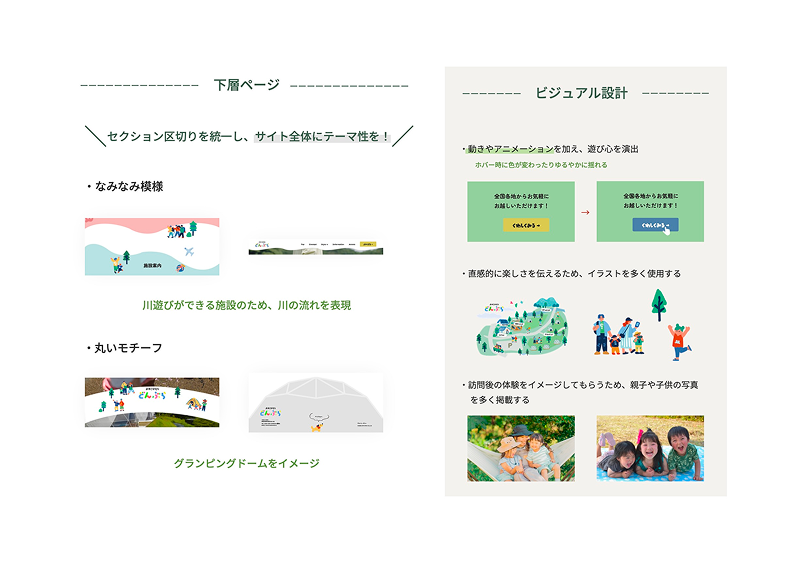 下層ページ
セクション区切りを統一し、サイト全体にテーマ性を！
・なみなみ模様
施設案内
川遊びができる施設のため、川の流れを表現
・丸いモチーフ
グランピングドームをイメージ
ビジュアル設計
・動きやアニメーションを加え、遊び心を演出
ホバー時に色が変わったりゆるやかに揺れる
全国各地からお気軽に
お越しいただけます！
くわしくみる →
→
全国各地からお気軽に
お越しいただけます！
くわしくみる →
・直感的に楽しさを伝えるため、イラストを多く使用する
・訪問後の体験をイメージしてもらうため、親子や子供の写真
を多く掲載する